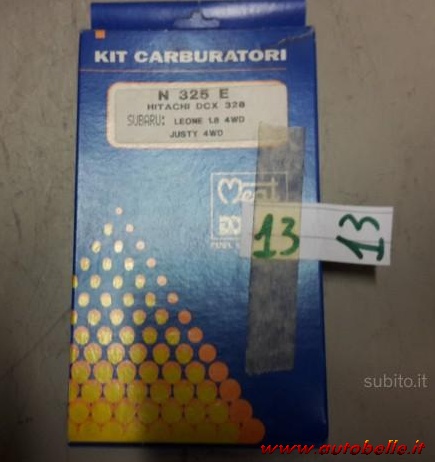 KIT CARBURATORI
N 325 E
HITACHI DCX 328
SUBARU: LEONE 1.8 4WD
JUSTY 4WD
13 13
subito.it
www.autobelle.it